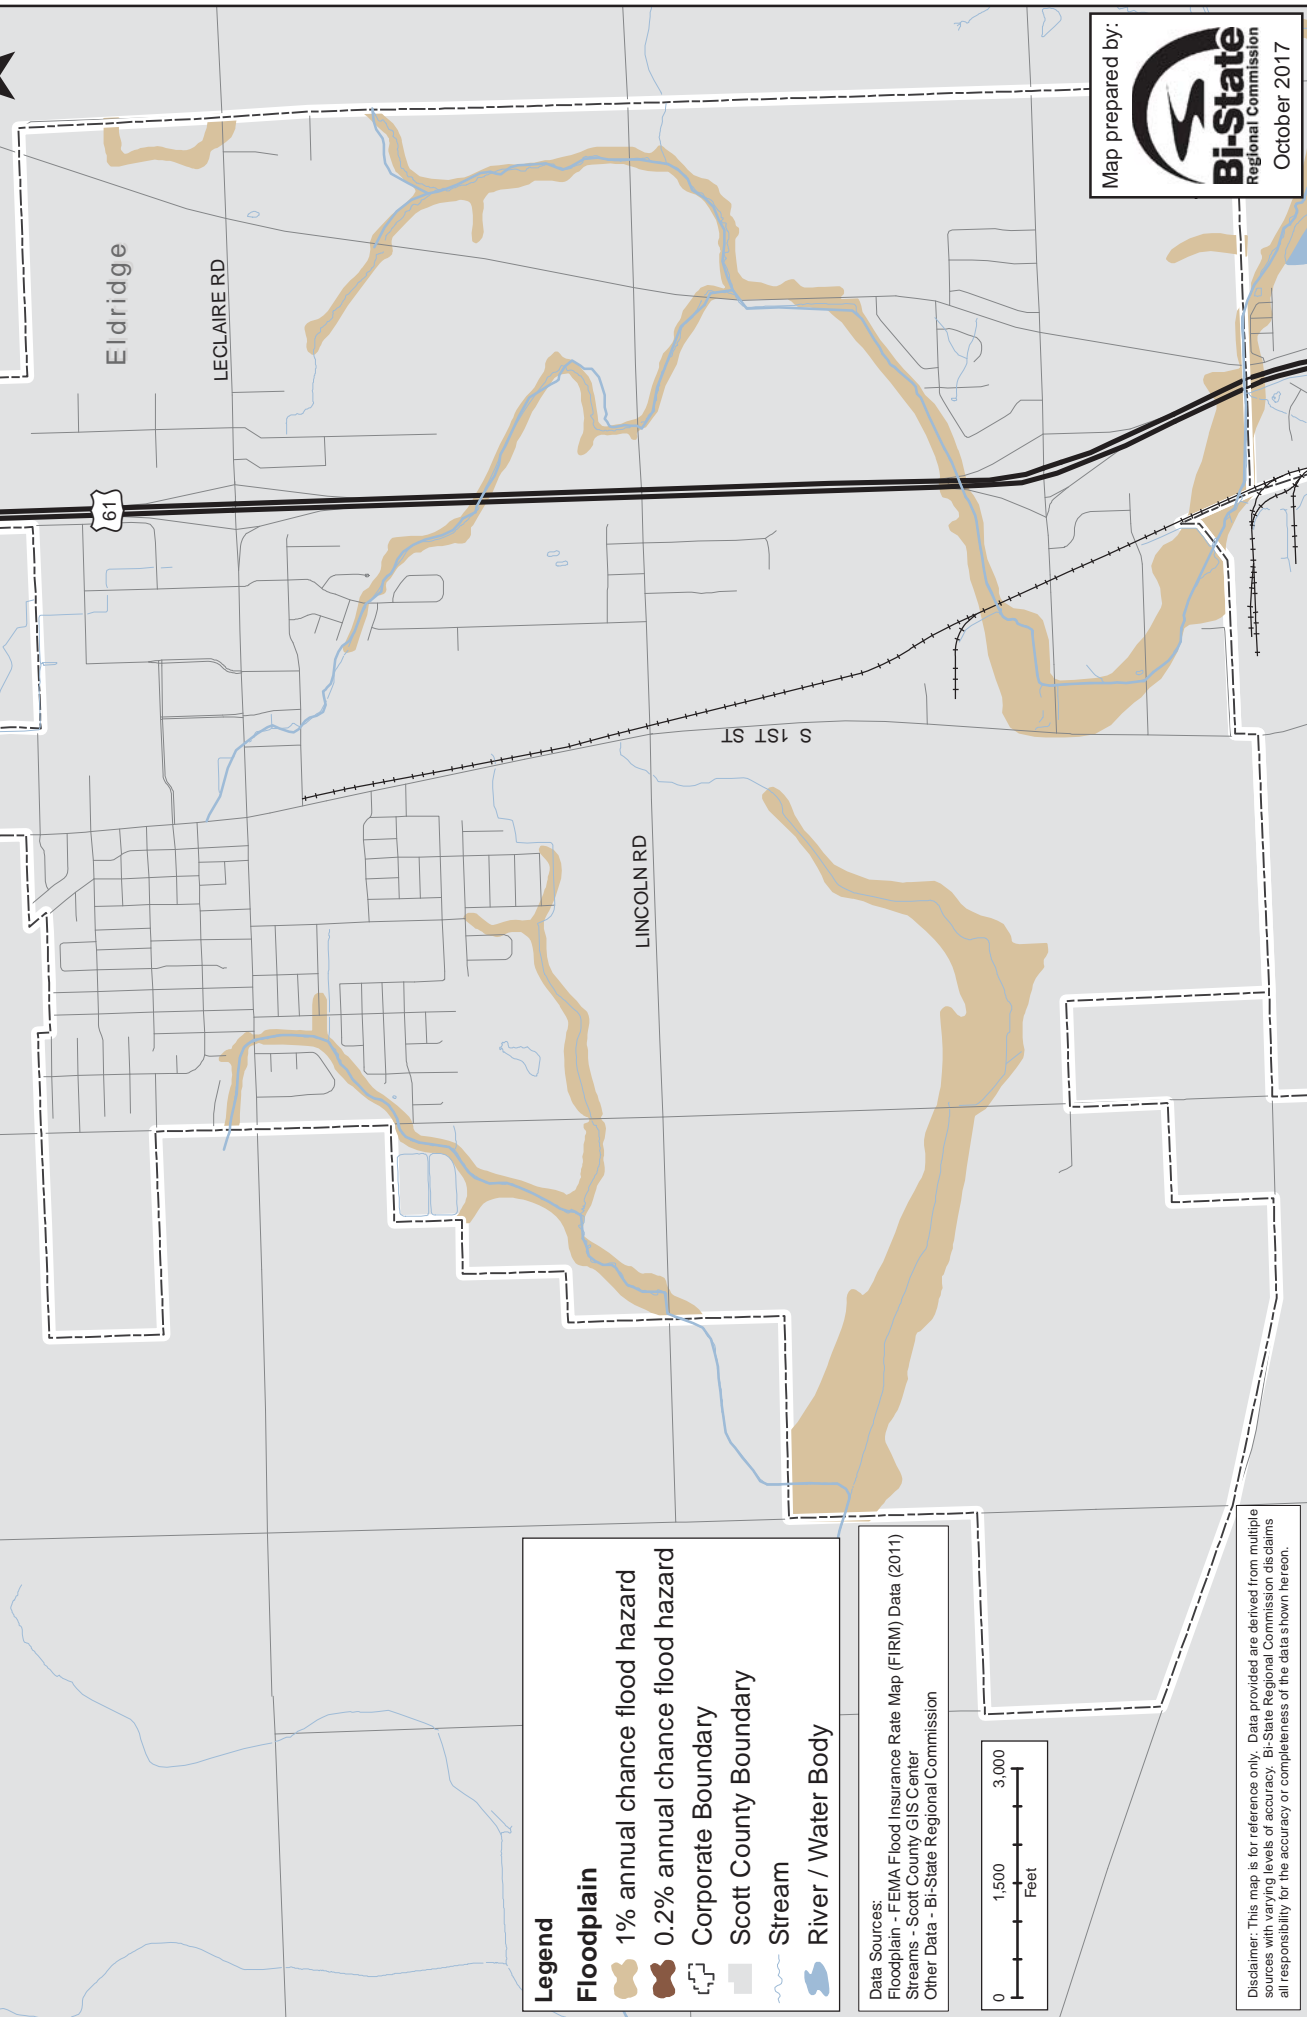 Eldridge
LECLAIRE RD
61
LINCOLN RD
S 1ST ST
Legend
Floodplain
1% annual chance flood hazard
0.2% annual chance flood hazard
Corporate Boundary
Scott County Boundary
Stream
River / Water Body
Data Sources:
Floodplain - FEMA Flood Insurance Rate Map (FIRM) Data (2011)
Streams - Scott County GIS Center
Other Data - Bi-State Regional Commission
0 1,500 3,000
Feet
Disclaimer: This map is for reference only. Data provided are derived from multiple
sources with varying levels of accuracy. Bi-State Regional Commission disclaims
all responsibility for the accuracy or completeness of the data shown hereon.
Map prepared by:
Bi-State
Regional Commission
October 2017